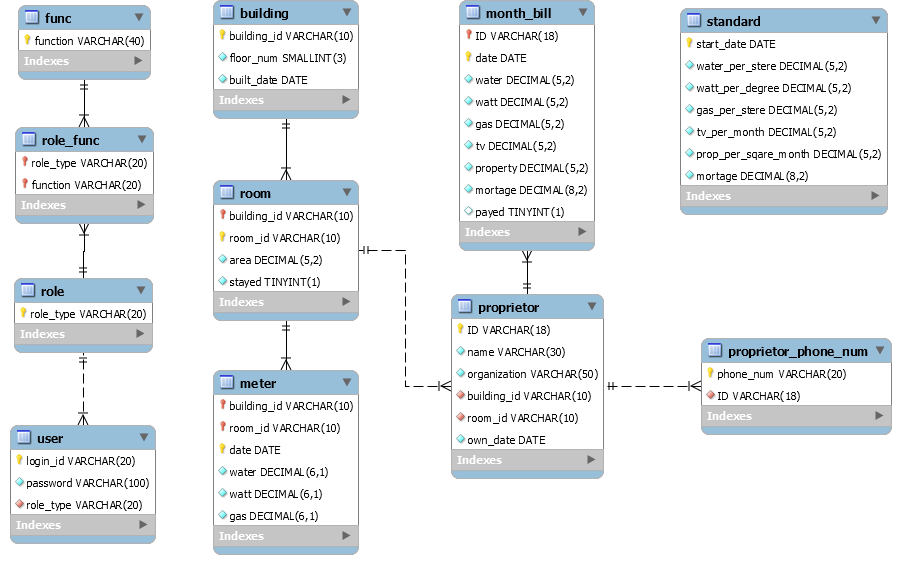 func
function VARCHAR(40)
Indexes
role_func
role_type VARCHAR(20)
function VARCHAR(20)
Indexes
role
role_type VARCHAR(20)
Indexes
user
login_id VARCHAR(20)
password VARCHAR(100)
role_type VARCHAR(20)
Indexes
building
building_id VARCHAR(10)
floor_num SMALLINT(3)
built_date DATE
Indexes
room
building_id VARCHAR(10)
room_id VARCHAR(10)
area DECIMAL(5,2)
stayed TINYINT(1)
Indexes
meter
building_id VARCHAR(10)
room_id VARCHAR(10)
date DATE
water DECIMAL(6,1)
watt DECIMAL(6,1)
gas DECIMAL(6,1)
Indexes
month_bill
ID VARCHAR(18)
date DATE
water DECIMAL(5,2)
watt DECIMAL(5,2)
gas DECIMAL(5,2)
tv DECIMAL(5,2)
property DECIMAL(5,2)
mortage DECIMAL(8,2)
payed TINYINT(1)
Indexes
proprietor
ID VARCHAR(18)
name VARCHAR(30)
organization VARCHAR(50)
building_id VARCHAR(10)
room_id VARCHAR(10)
own_date DATE
Indexes
standard
start_date DATE
water_per_stere DECIMAL(5,2)
watt_per_degree DECIMAL(5,2)
gas_per_stere DECIMAL(5,2)
tv_per_month DECIMAL(5,2)
prop_per_sqare_month DECIMAL(5,2)
mortage DECIMAL(8,2)
Indexes
proprietor_phone_num
phone_num VARCHAR(20)
ID VARCHAR(18)
Indexes